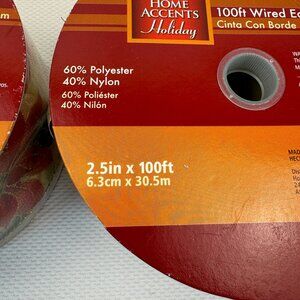 HOME
ACCENTS
Holiday
100ft Wired
Cinta Con Borde
60% Polyester
40% Nylon
60% Poliéster
40% Nilón
2.5in x 100ft
6.3cm x 30.5m
MADE